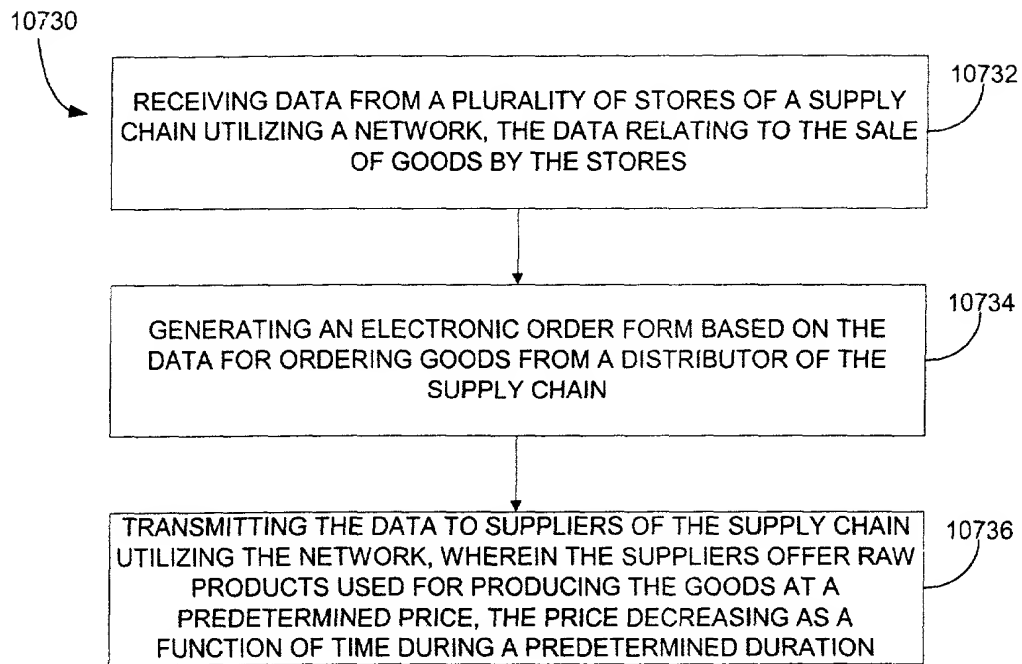 10730
10732
RECEIVING DATA FROM A PLURALITY OF STORES OF A SUPPLY
CHAIN UTILIZING A NETWORK, THE DATA RELATING TO THE SALE
OF GOODS BY THE STORES
10734
GENERATING AN ELECTRONIC ORDER FORM BASED ON THE
DATA FOR ORDERING GOODS FROM A DISTRIBUTOR OF THE
SUPPLY CHAIN
10736
TRANSMITTING THE DATA TO SUPPLIERS OF THE SUPPLY CHAIN
UTILIZING THE NETWORK, WHEREIN THE SUPPLIERS OFFER RAW
PRODUCTS USED FOR PRODUCING THE GOODS AT A
PREDETERMINED PRICE, THE PRICE DECREASING AS A
FUNCTION OF TIME DURING A PREDETERMINED DURATION